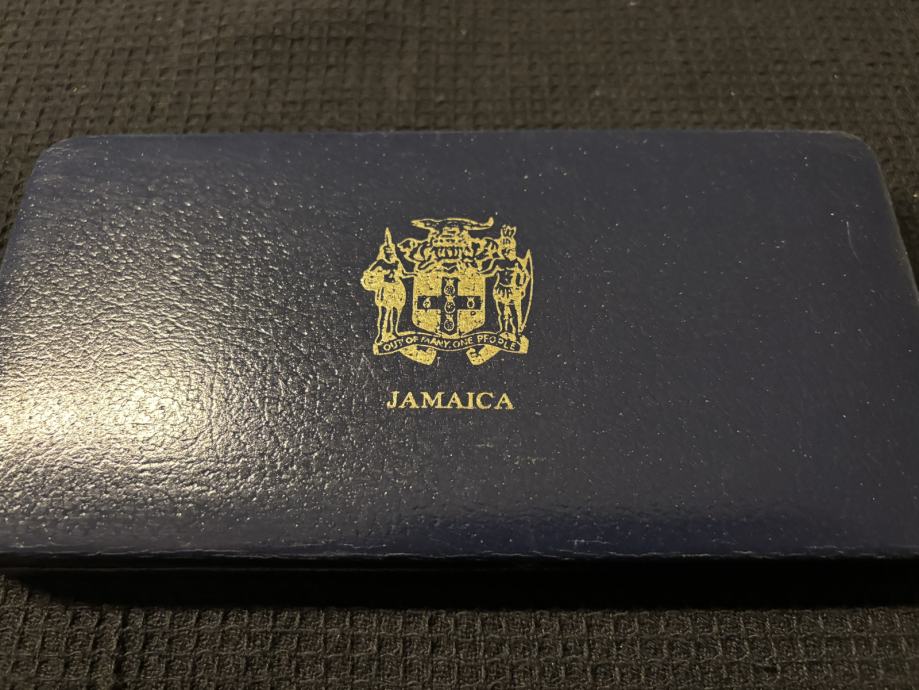 OUT OF MANY, ONE PEOPLE
JAMAICA